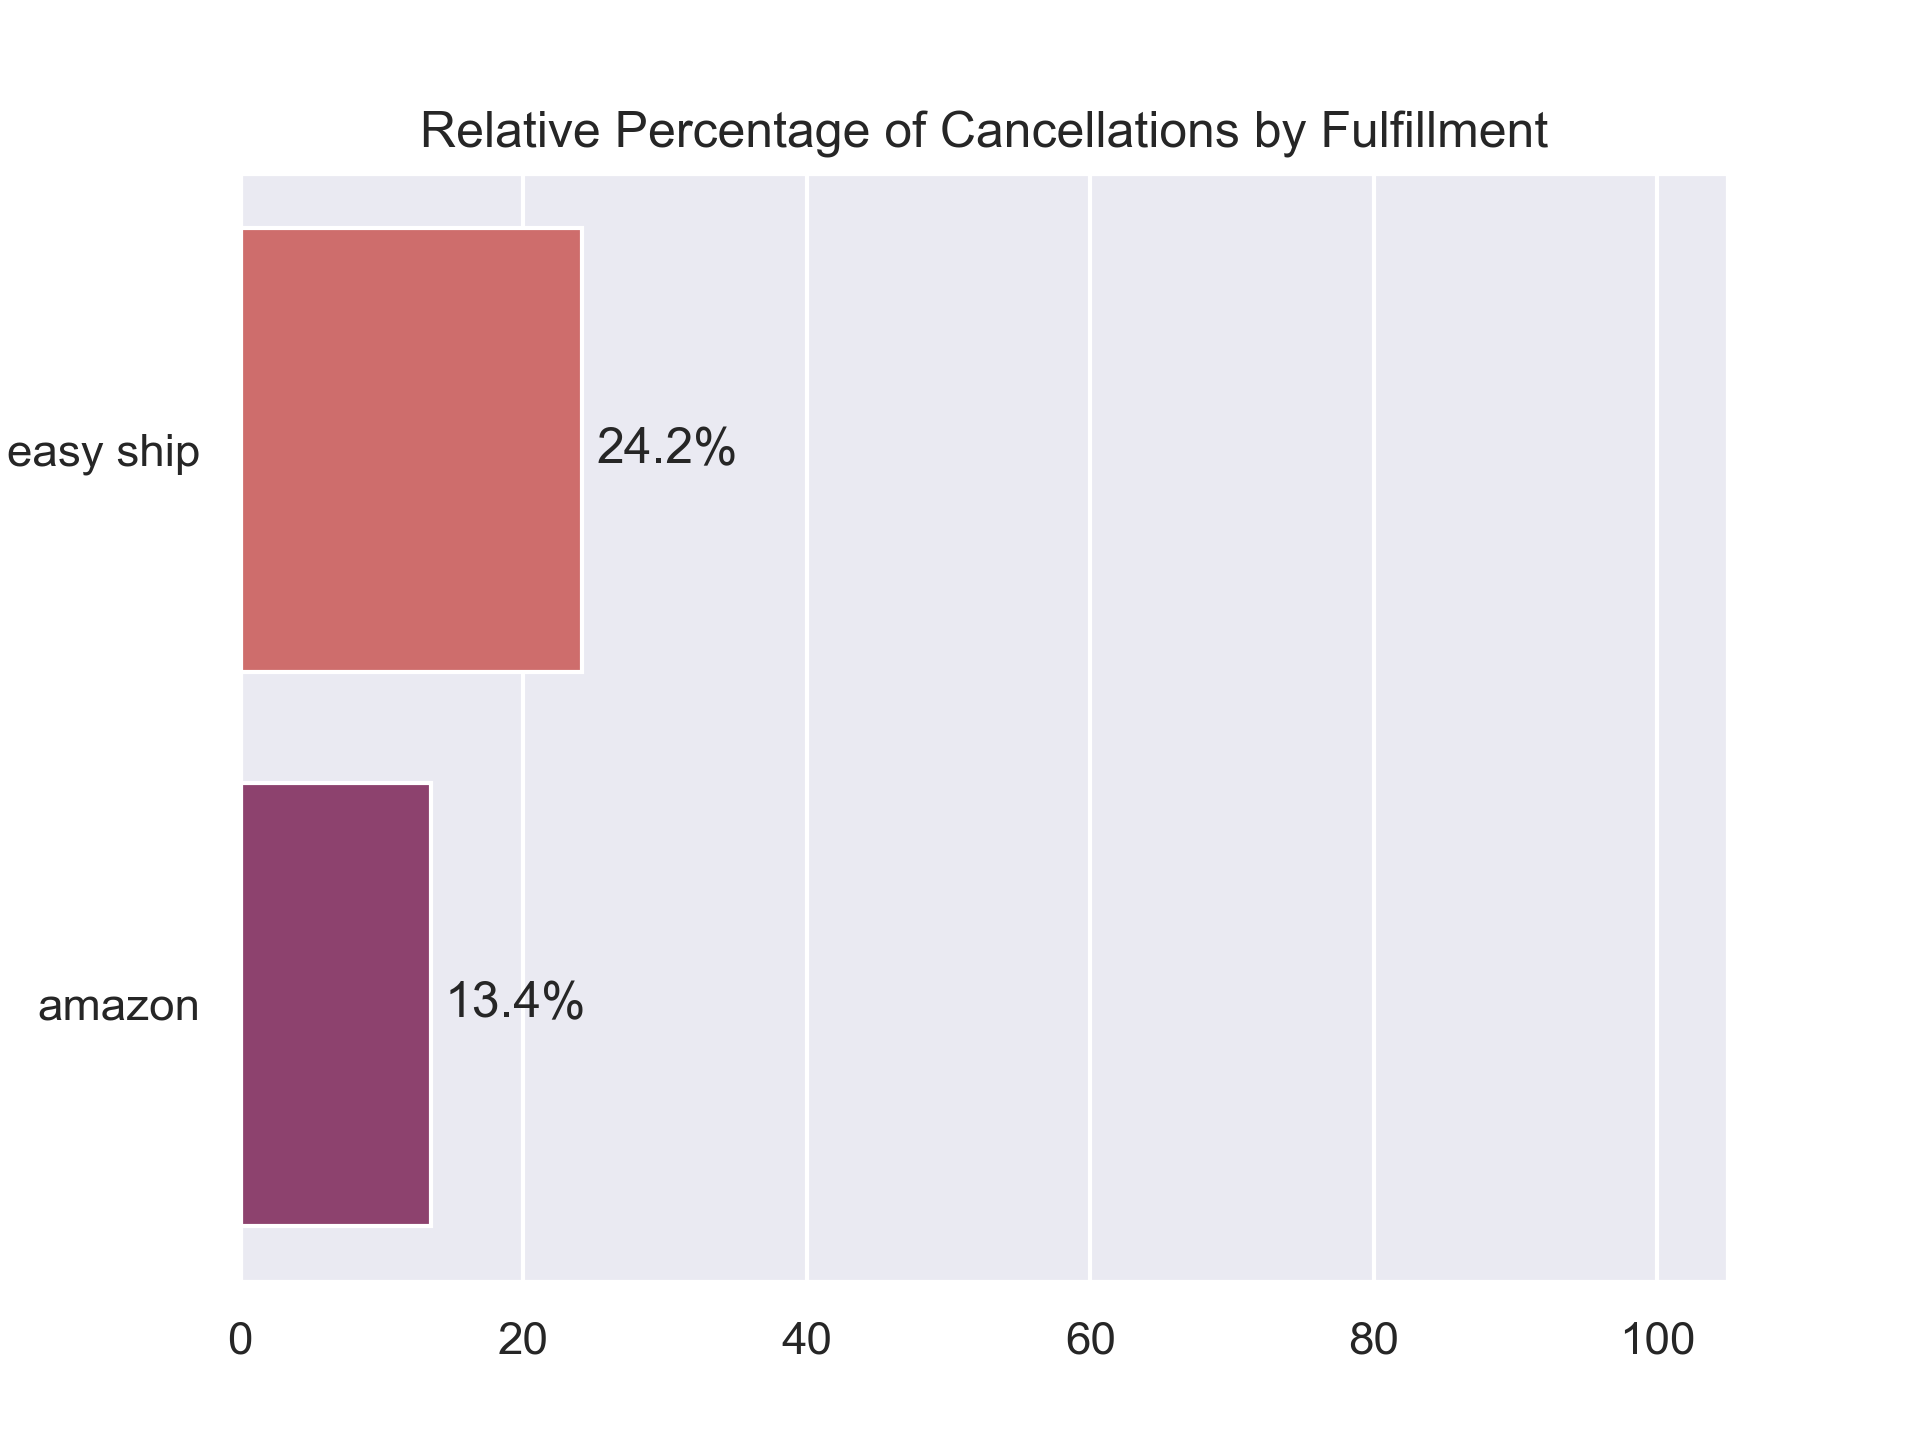 Relative Percentage of Cancellations by Fulfillment
easy ship
24.2%
amazon
13.4%
0 20 40 60 80 100